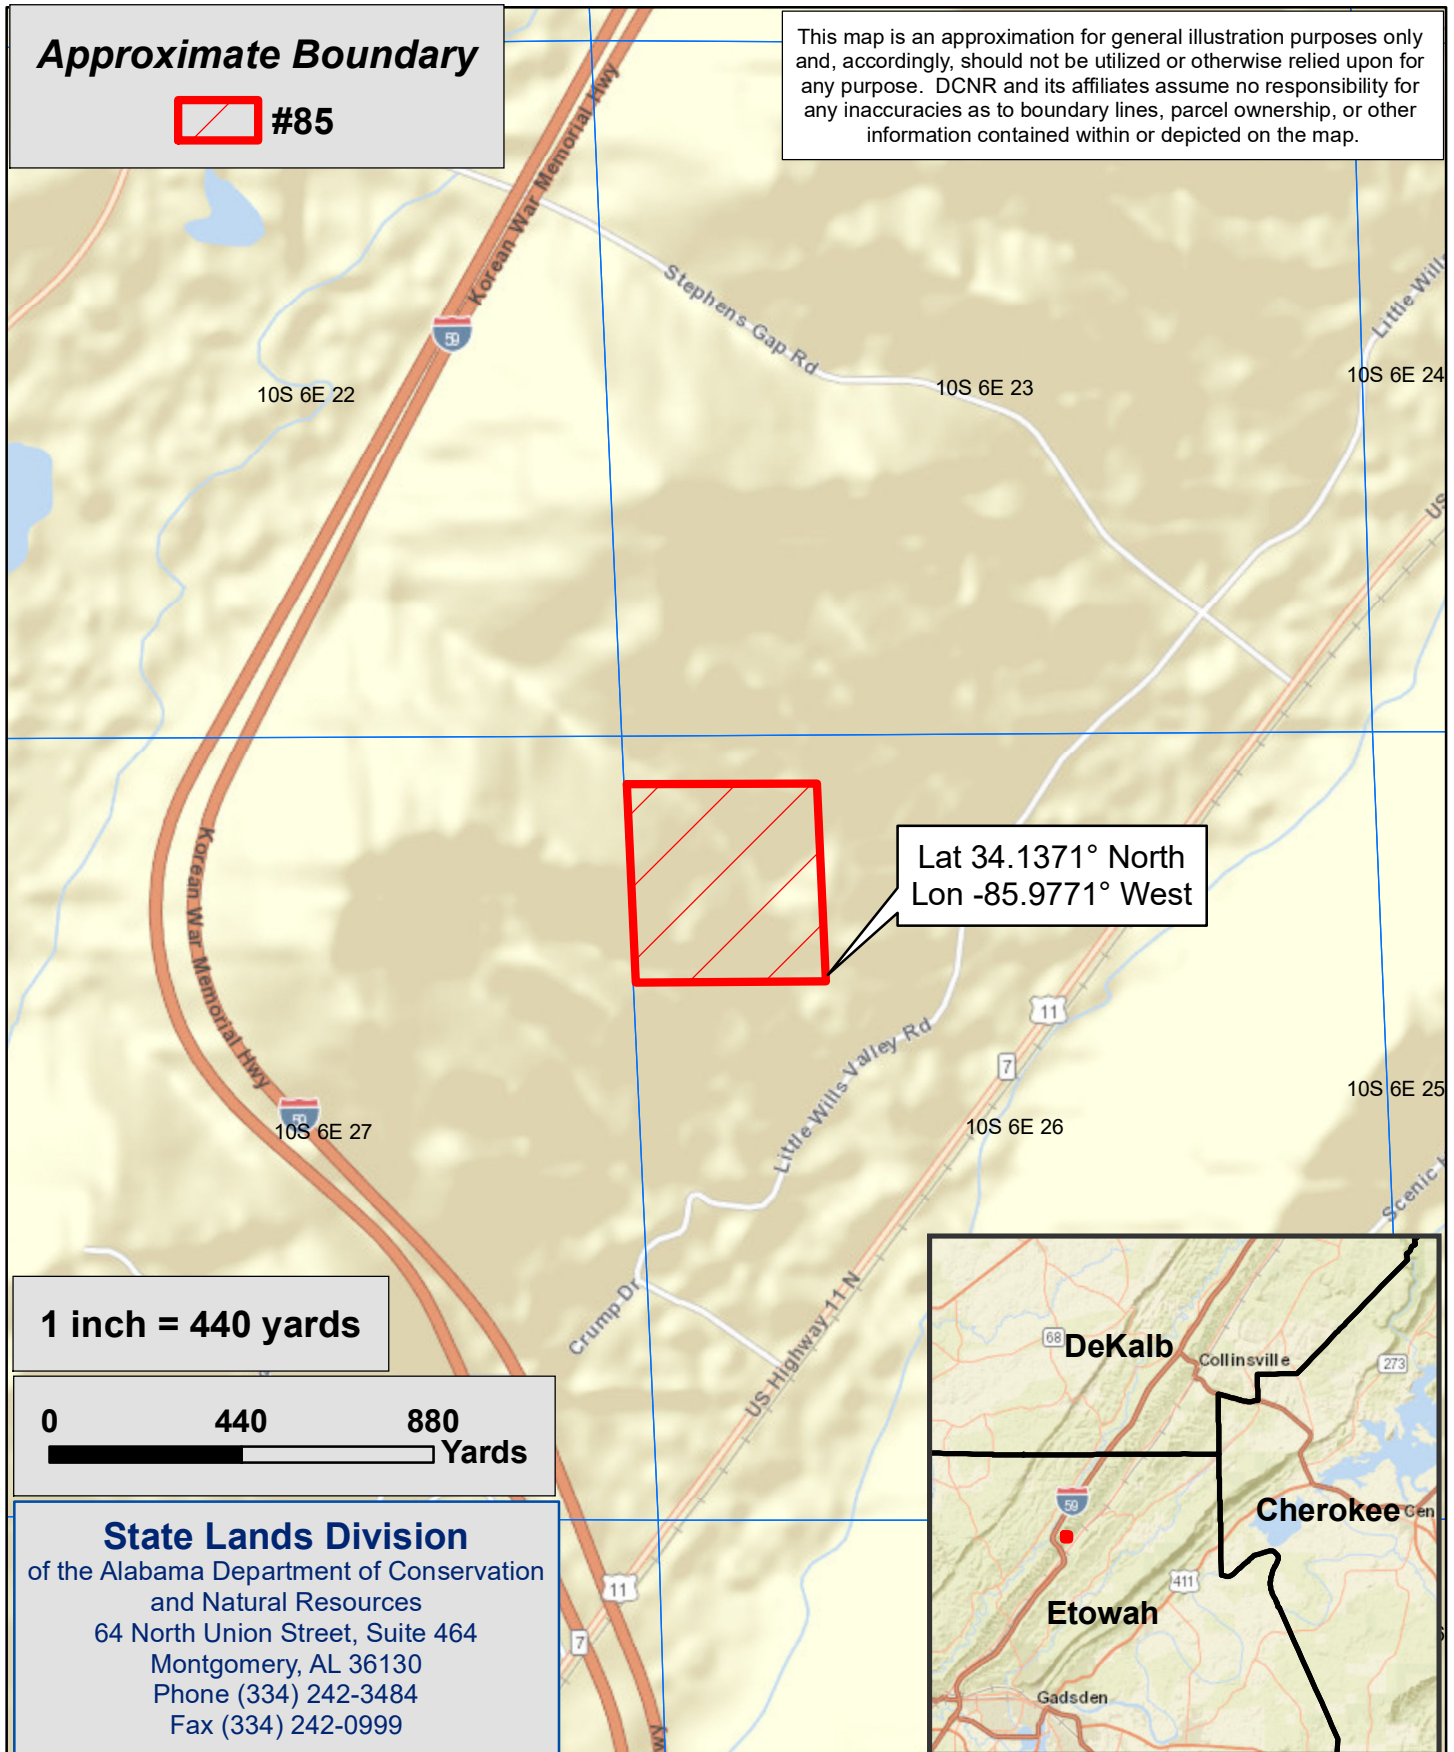 Approximate Boundary
#85
This map is an approximation for general illustration purposes only
and, accordingly, should not be utilized or otherwise relied upon for
any purpose. DCNR and its affiliates assume no responsibility for
any inaccuracies as to boundary lines, parcel ownership, or other
information contained within or depicted on the map.
Korean War Memorial Hwy
Stephens Gap Rd
59
Little Wills
10S 6E 22
10S 6E 23
10S 6E 24
US
Korean War Memorial Hwy
Lat 34.1371° North
Lon -85.9771° West
11
7
Little Wills Valley Rd
59
10S 6E 27
10S 6E 26
10S 6E 25
Scenic
Crump Dr
US Highway 11 N
1 inch = 440 yards
0 440 880
Yards
11
7
State Lands Division
of the Alabama Department of Conservation
and Natural Resources
64 North Union Street, Suite 464
Montgomery, AL 36130
Phone (334) 242-3484
Fax (334) 242-0999
68
DeKalb
Collinsville
273
59
Cherokee
Cen
411
Etowah
Gadsden